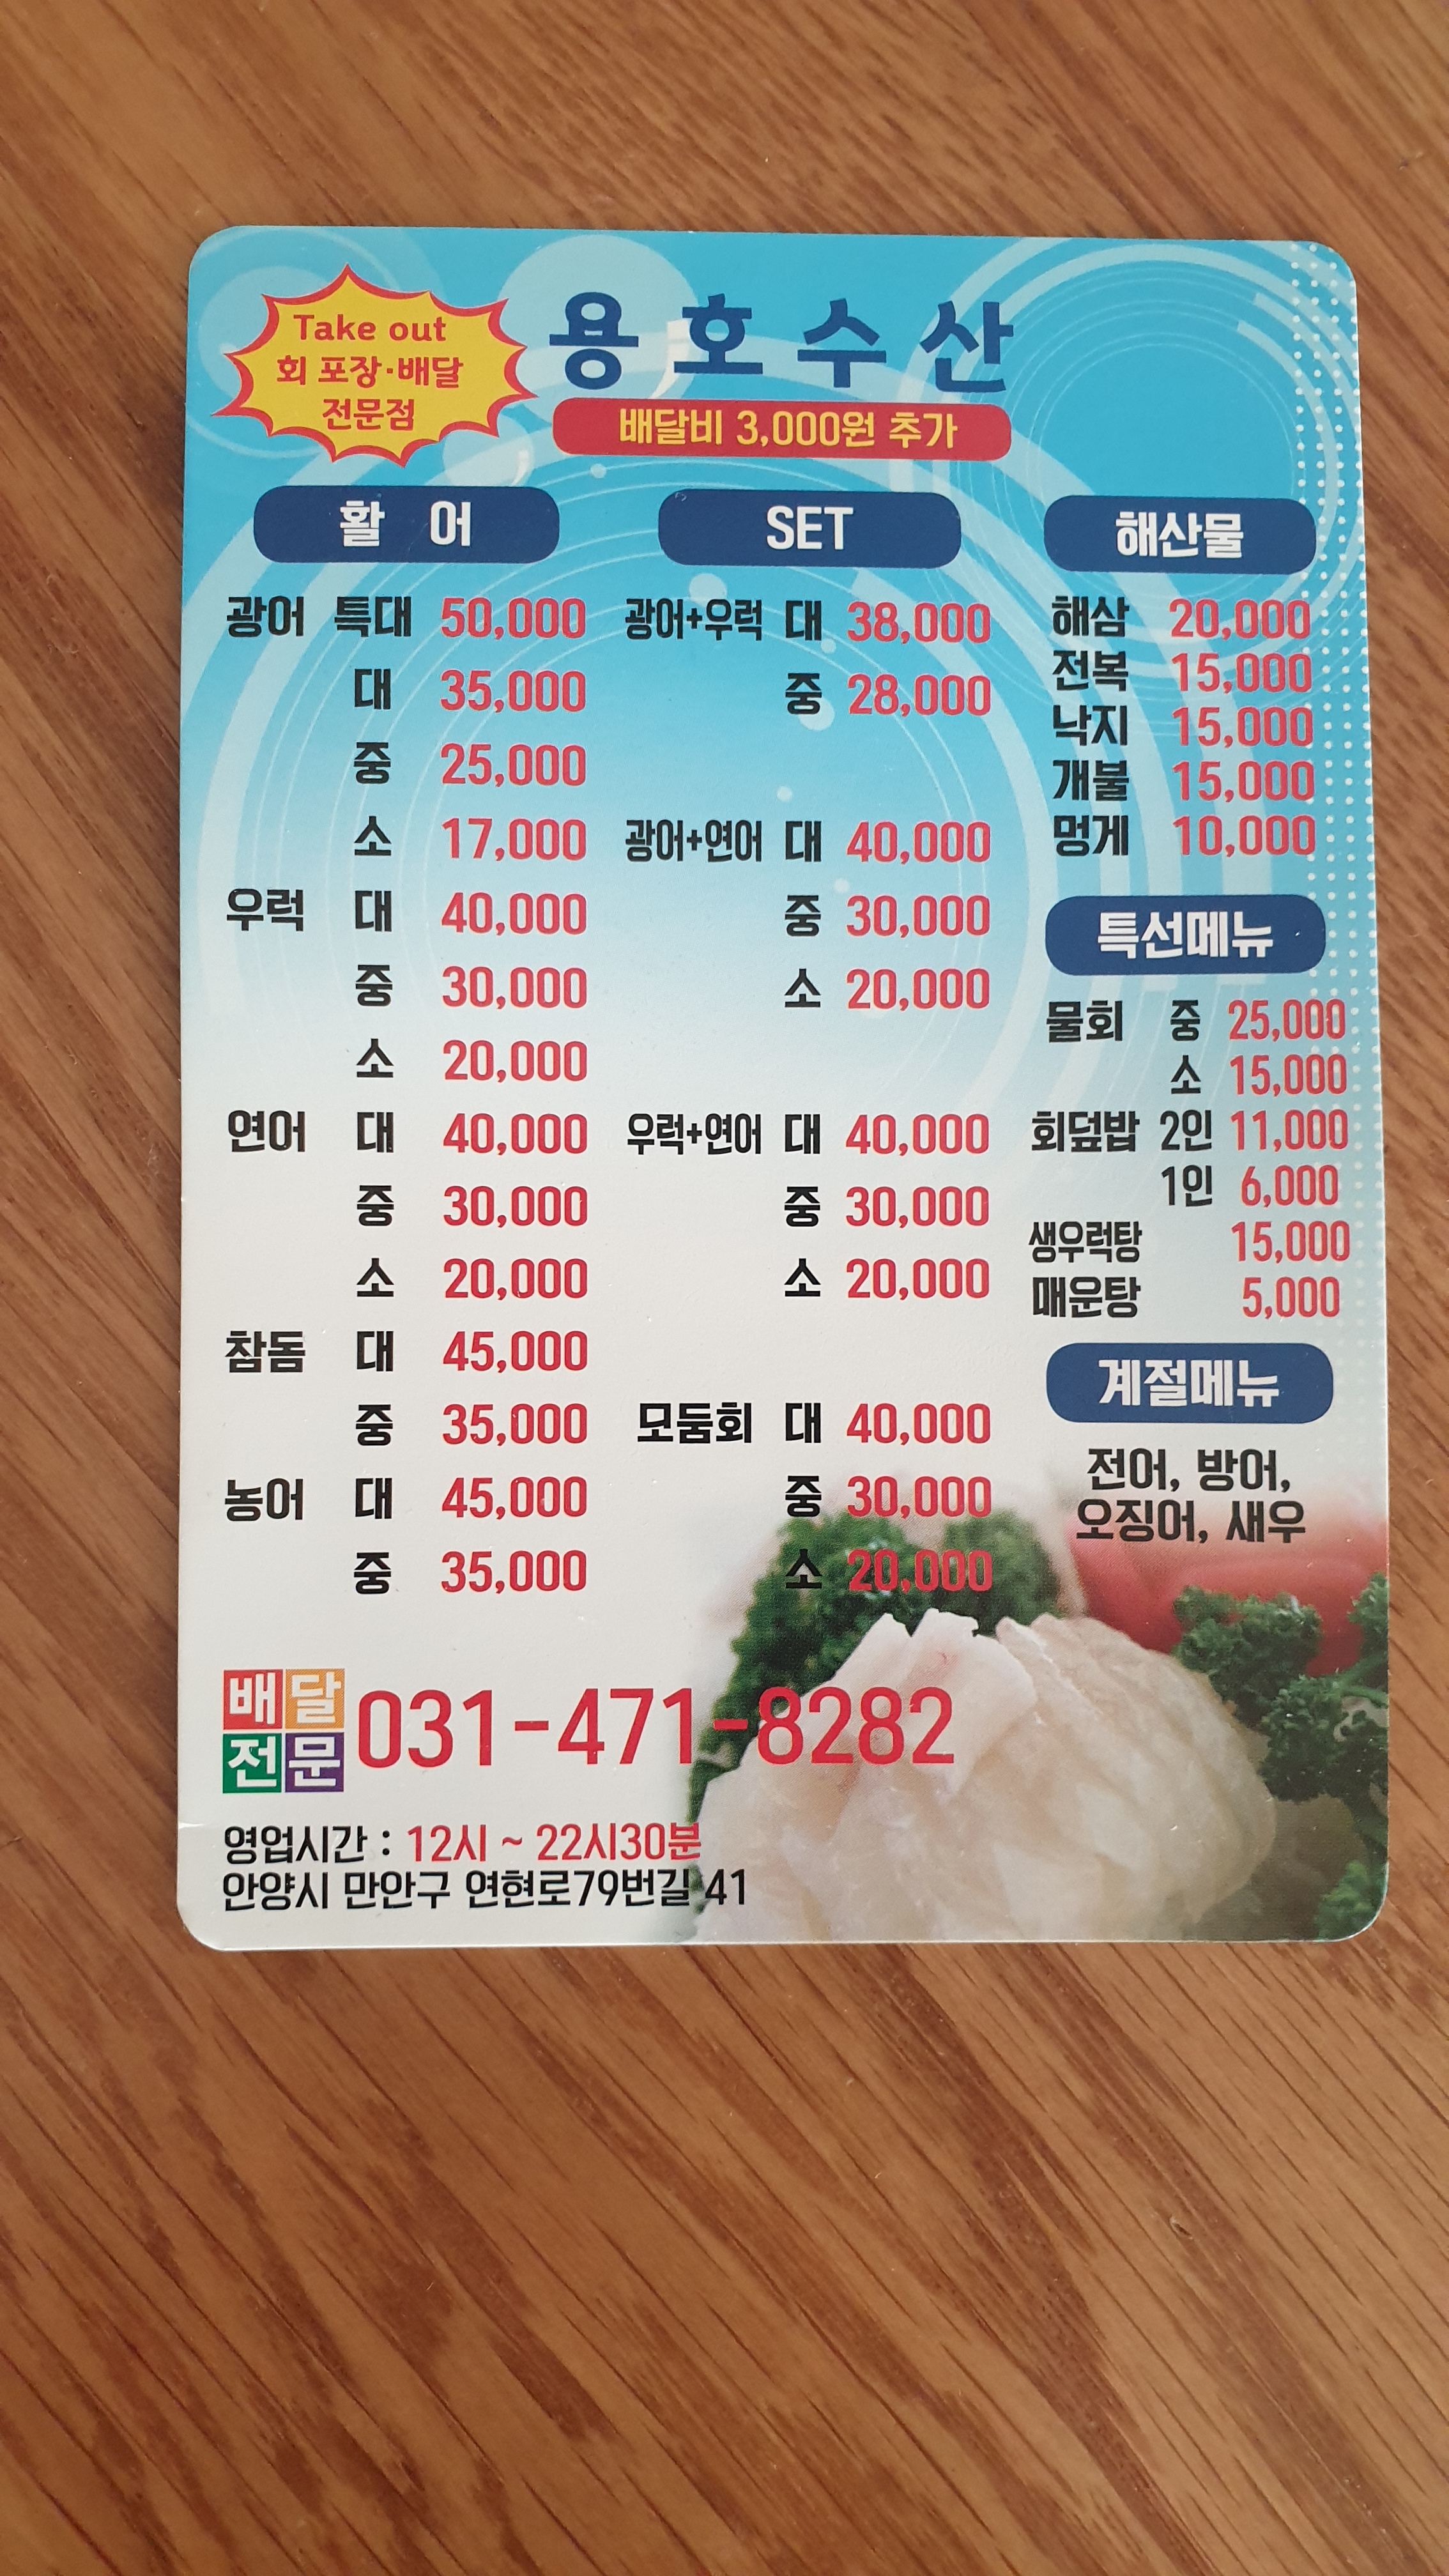 Take out
회 포장·배달
전문점
용호수산
배달비 3,000원 추가
활 어
광어 특대 50,000
대 35,000
중 25,000
소 17,000
우럭 대 40,000
중 30,000
소 20,000
연어 대 40,000
중 30,000
소 20,000
참돔 대 45,000
중 35,000
농어 대 45,000
중 35,000
SET
광어+우럭 대 38,000
중 28,000
광어+연어 대 40,000
중 30,000
소 20,000
우럭+연어 대 40,000
중 30,000
소 20,000
모둠회 대 40,000
중 30,000
소 20,000
해산물
해삼 20,000
전복 15,000
낙지 15,000
개불 15,000
멍게 10,000
특선메뉴
물회 중 25,000
소 15,000
회덮밥 2인 11,000
1인 6,000
생우럭탕 15,000
매운탕 5,000
계절메뉴
전어, 방어,
오징어, 새우
배달
전문
031-471-8282
영업시간 : 12시 ~ 22시30분
안양시 만안구 연현로79번길 41